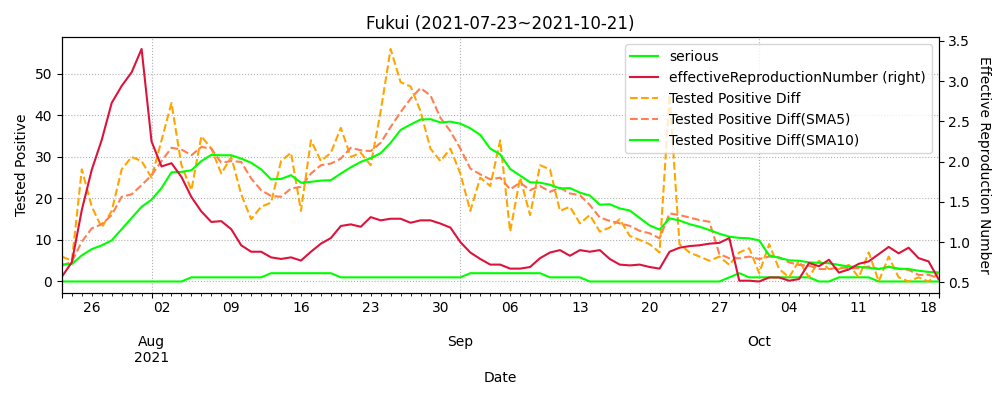 Fukui (2021-07-23~2021-10-21)
serious
effectiveReproductionNumber (right)
Tested Positive Diff
Tested Positive Diff(SMA5)
Tested Positive Diff(SMA10)
Tested Positive
50
40
30
20
10
0
3.5
3.0
2.5
2.0
1.5
1.0
0.5
Effective Reproduction Number
26 02 09 16 23 30 06 13 20 27 04 11 18
Aug Sep Oct
2021
Date